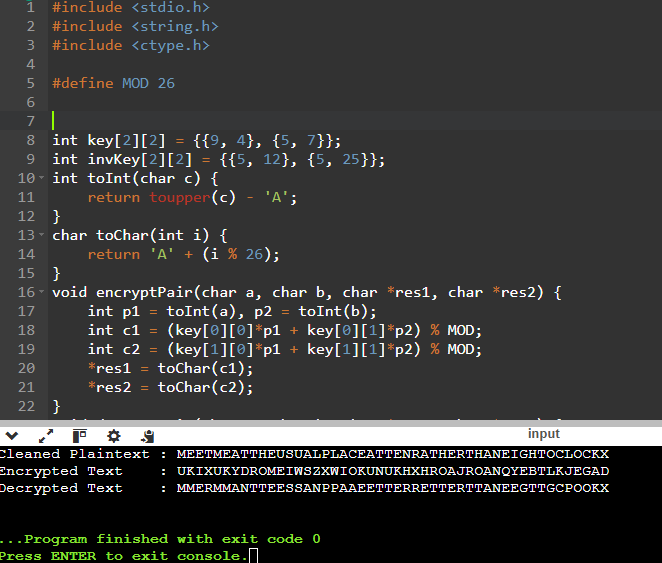 1 #include <stdio.h>
2 #include <string.h>
3 #include <ctype.h>
4
5 #define MOD 26
6
7
8 int key[2][2] = {{9, 4}, {5, 7}};
9 int invKey[2][2] = {{5, 12}, {5, 25}};
10 int toInt(char c) {
11 return toupper(c) - 'A';
12 }
13 char toChar(int i) {
14 return 'A' + (i % 26);
15 }
16 void encryptPair(char a, char b, char *res1, char *res2) {
17 int p1 = toInt(a), p2 = toInt(b);
18 int c1 = (key[0][0]*p1 + key[0][1]*p2) % MOD;
19 int c2 = (key[1][0]*p1 + key[1][1]*p2) % MOD;
20 *res1 = toChar(c1);
21 *res2 = toChar(c2);
22 }
input
Cleaned Plaintext : MEETMEATTHEUSUALPLACEATTENRATHERTHANEIGHTOCLOCKX
Encrypted Text : UKIXUKYDROMEIWSZXWIOKUNUKHXHROAJROANQYEBTLKJEGAD
Decrypted Text : MMERMMANTTEESSANPPAAEETTERRETTERTTANEEGTTGCPOOKX
...Program finished with exit code 0
Press ENTER to exit console.